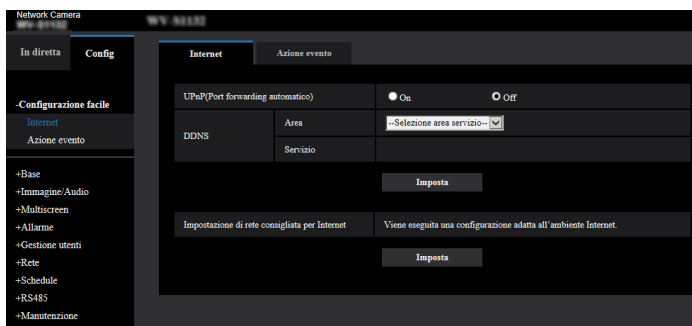 Network Camera
WV-S1132
WV-S1132
In diretta
Config
Internet
Azione evento
-Configurazione facile
Internet
Azione evento
+Base
+Immagine/Audio
+Multiscreen
+Allarme
+Gestione utenti
+Rete
+Schedule
+RS485
+Manutenzione
UPnP(Port forwarding automatico)
On
Off
DDNS
Area
--Selezione area servizio--
Servizio
Imposta
Impostazione di rete consigliata per Internet
Viene eseguita una configurazione adatta all'ambiente Internet.
Imposta